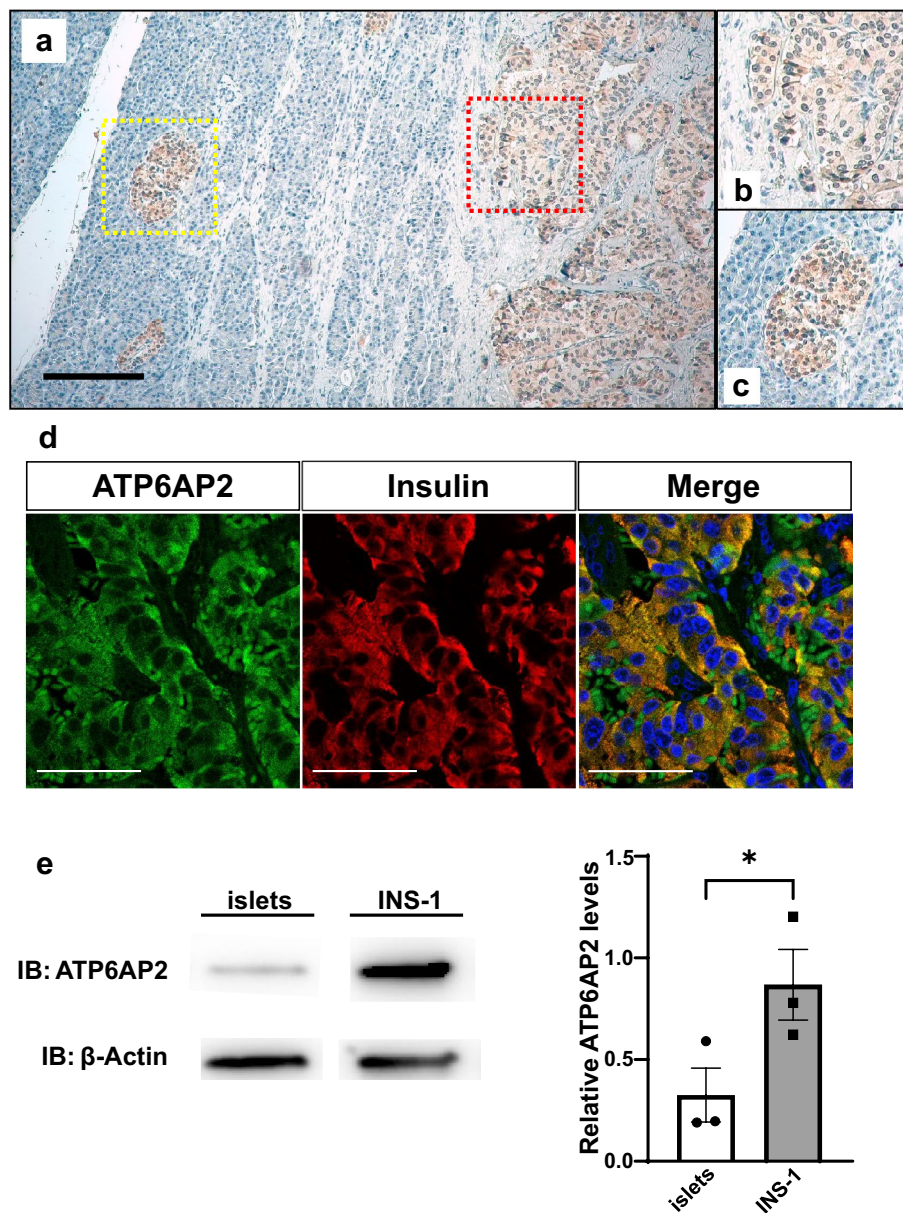 a
b
c
d
ATP6AP2 Insulin Merge
e
islets INS-1
IB: ATP6AP2
IB: β-Actin
Relative ATP6AP2 levels
1.5
1.0
0.5
0.0
*
islets
INS-1